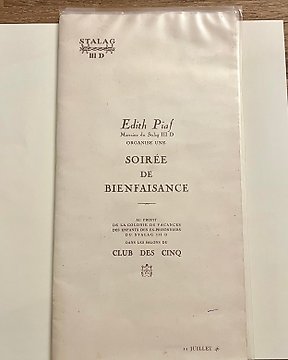 STALAG
III D
Edith Piaf
Marraine du Stalag III D
ORGANISE UNE
SOIRÉE
DE
BIENFAISANCE
AU PROFIT
DE LA COLONIE DE VACANCES
DES ENFANTS DES EX-PRISONNIERS
DU STALAG III D
DANS LES SALONS DU
CLUB DES CINQ
11 JUILLET